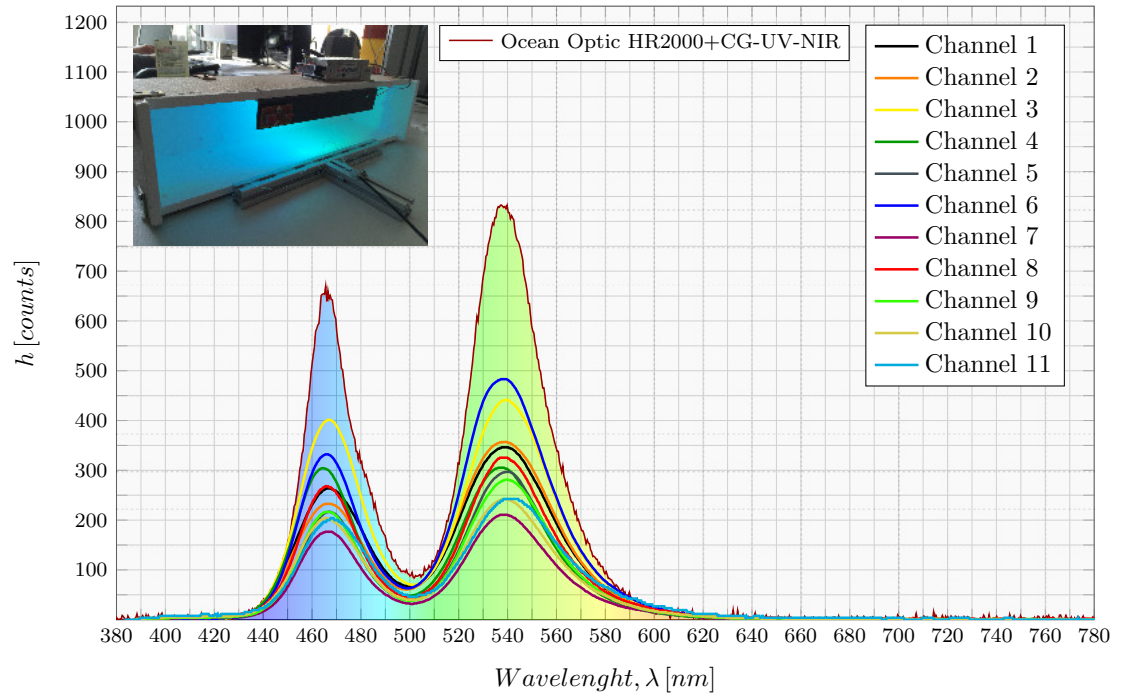 1200
1100
1000
900
800
700
600
500
400
300
200
100
h [counts]
Ocean Optic HR2000+CG-UV-NIR
Channel 1
Channel 2
Channel 3
Channel 4
Channel 5
Channel 6
Channel 7
Channel 8
Channel 9
Channel 10
Channel 11
380 400 420 440 460 480 500 520 540 560 580 600 620 640 660 680 700 720 740 760 780
Wavelenght, λ [nm]